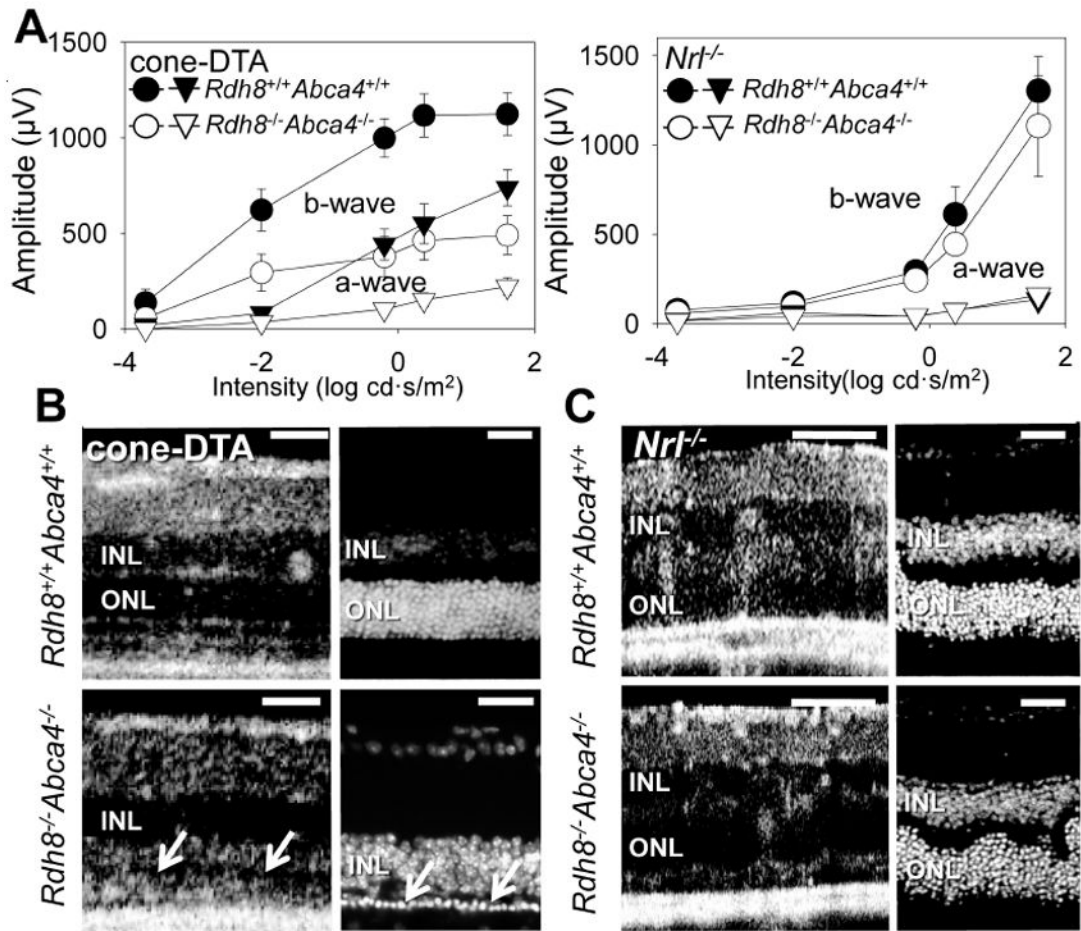 A
cone-DTA
Rdh8+/+Abca4+/+
Rdh8-/-Abca4-/-
b-wave
a-wave
Amplitude (µV)
1500
1000
500
0
-4
-2
0
2
Intensity (log cd·s/m²)
Nrl-/-
Rdh8+/+Abca4+/+
Rdh8-/-Abca4-/-
b-wave
a-wave
Amplitude (µV)
1500
1000
500
0
-4
-2
0
2
Intensity(log cd·s/m²)
B
cone-DTA
Rdh8+/+Abca4+/+
INL
ONL
INL
ONL
Rdh8-/-Abca4-/-
INL
INL
C
Nrl-/-
Rdh8+/+Abca4+/+
INL
ONL
INL
ONL
Rdh8-/-Abca4-/-
INL
ONL
INL
ONL